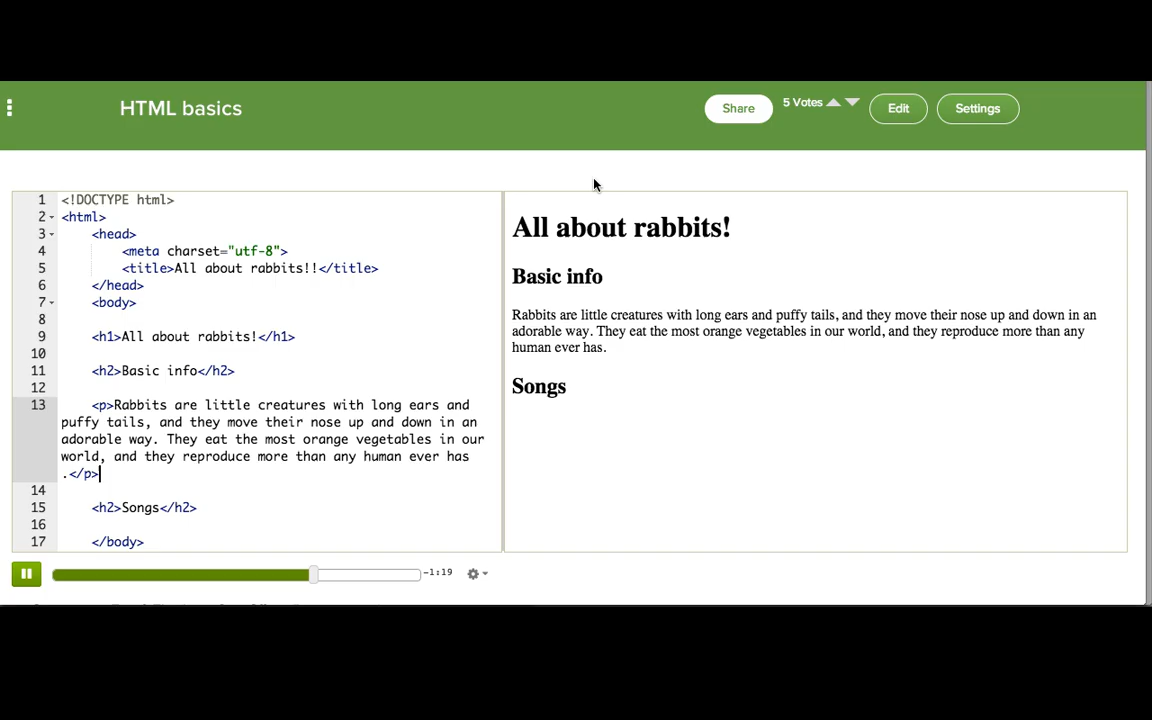 HTML basics
Share
5 Votes
Edit
Settings
1 <!DOCTYPE html>
2 <html>
3 <head>
4 <meta charset="utf-8">
5 <title>All about rabbits!!</title>
6 </head>
7 <body>
8
9 <h1>All about rabbits!</h1>
10
11 <h2>Basic info</h2>
12
13 <p>Rabbits are little creatures with long ears and
puffy tails, and they move their nose up and down in an
adorable way. They eat the most orange vegetables in our
world, and they reproduce more than any human ever has
.</p>
14
15 <h2>Songs</h2>
16
17 </body>
All about rabbits!
Basic info
Rabbits are little creatures with long ears and puffy tails, and they move their nose up and down in an
adorable way. They eat the most orange vegetables in our world, and they reproduce more than any
human ever has.
Songs
-1:19